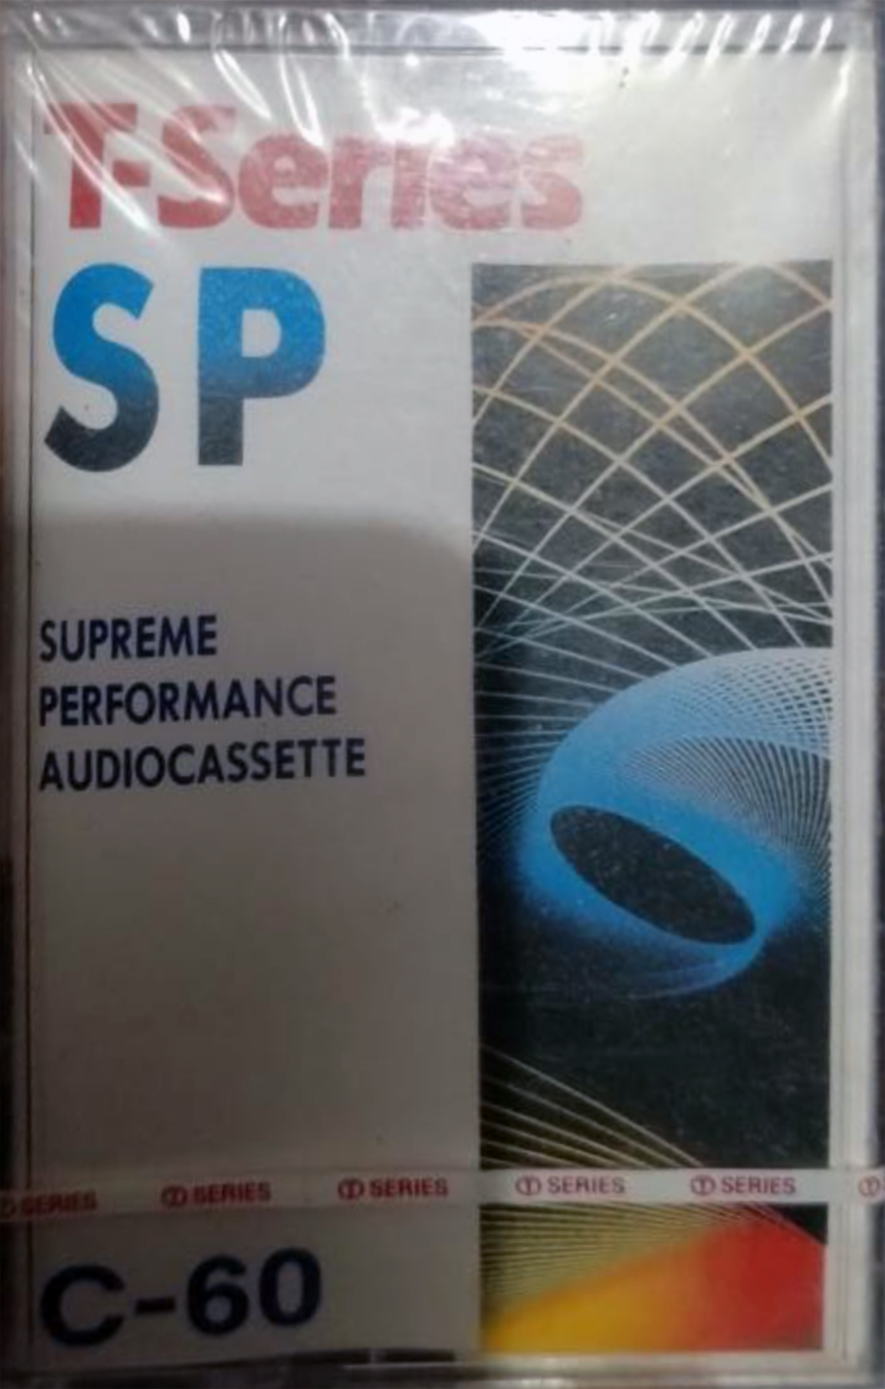 T-Series
SP
SUPREME
PERFORMANCE
AUDIOCASSETTE
T SERIES T SERIES T SERIES T SERIES T SERIES T
C-60